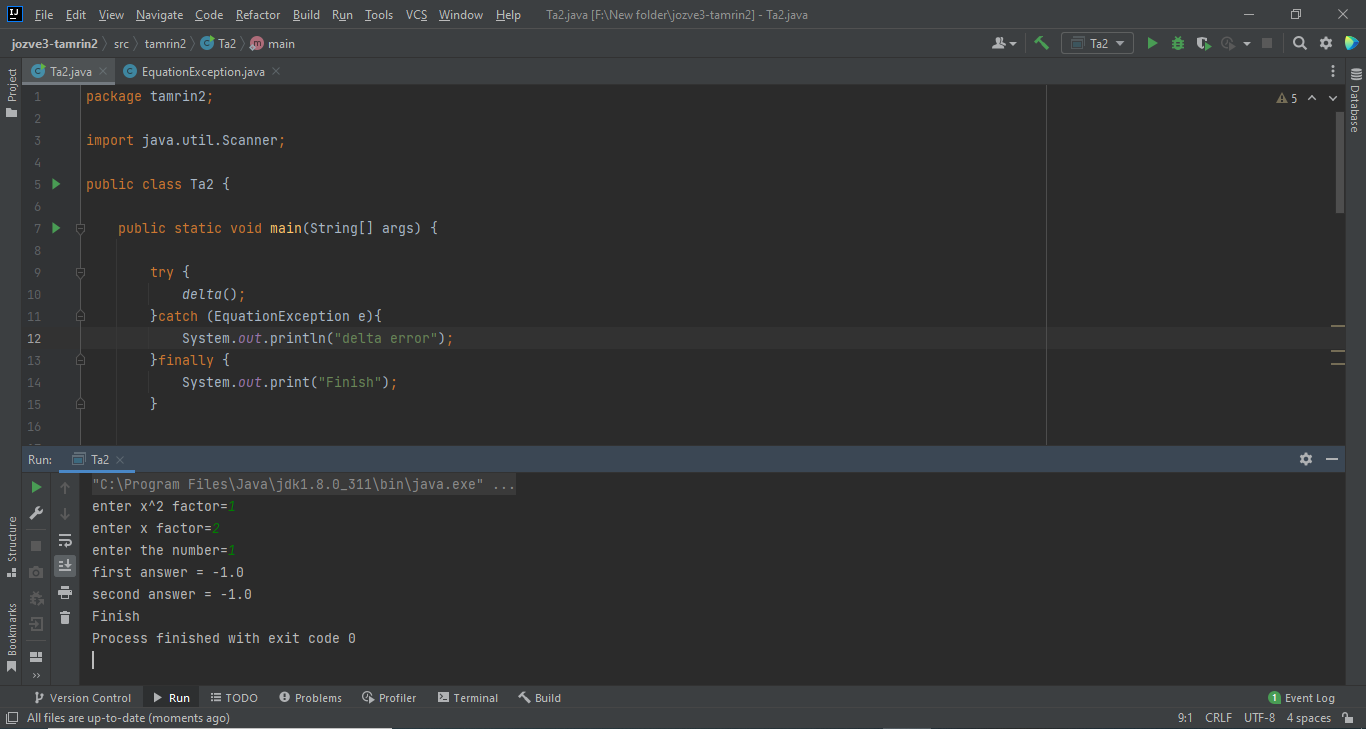 File Edit View Navigate Code Refactor Build Run Tools VCS Window Help Ta2.java [F:\New folder\jozve3-tamrin2] - Ta2.java
jozve3-tamrin2 src tamrin2 Ta2 main Ta2
Project
Ta2.java EquationException.java
Database
5
1 package tamrin2;
2
3 import java.util.Scanner;
4
5 public class Ta2 {
6
7 public static void main(String[] args) {
8
9 try {
10 delta();
11 }catch (EquationException e){
12 System.out.println("delta error");
13 }finally {
14 System.out.print("Finish");
15 }
16
Run: Ta2
"C:\Program Files\Java\jdk1.8.0_311\bin\java.exe" ...
enter x^2 factor=1
enter x factor=2
enter the number=1
first answer = -1.0
second answer = -1.0
Finish
Process finished with exit code 0
Structure
Bookmarks
Version Control Run TODO Problems Profiler Terminal Build 1 Event Log
All files are up-to-date (moments ago) 9:1 CRLF UTF-8 4 spaces